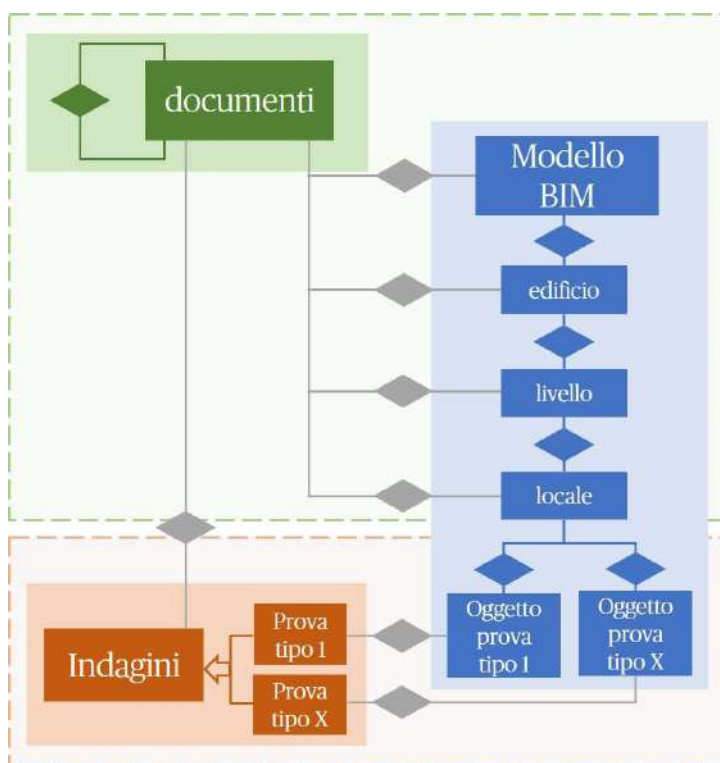 documenti
Modello
BIM
edificio
livello
locale
Oggetto
prova
tipo 1
Oggetto
prova
tipo X
Indagini
Prova
tipo 1
Prova
tipo X